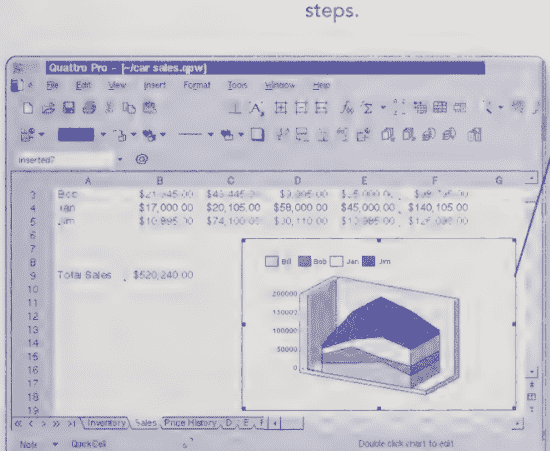 steps.
Quattro Pro - [~/car sales.qpw]
File Edit View Insert Format Tools Window Help
Inserted7 @
A B C D E F G
3 Bob
4 Jan $17,000.00 $20,105.00 $58,000.00 $45,000.00 $140,105.00
5 Jim
6
7
8
9 Total Sales $520,240.00
10
11
12
13
14
15
16
17
18
19
Bill Bob Jan Jim
200000
150000
100000
50000
0
Inventory Sales Price History D E F
Note QuickCell Double click chart to edit